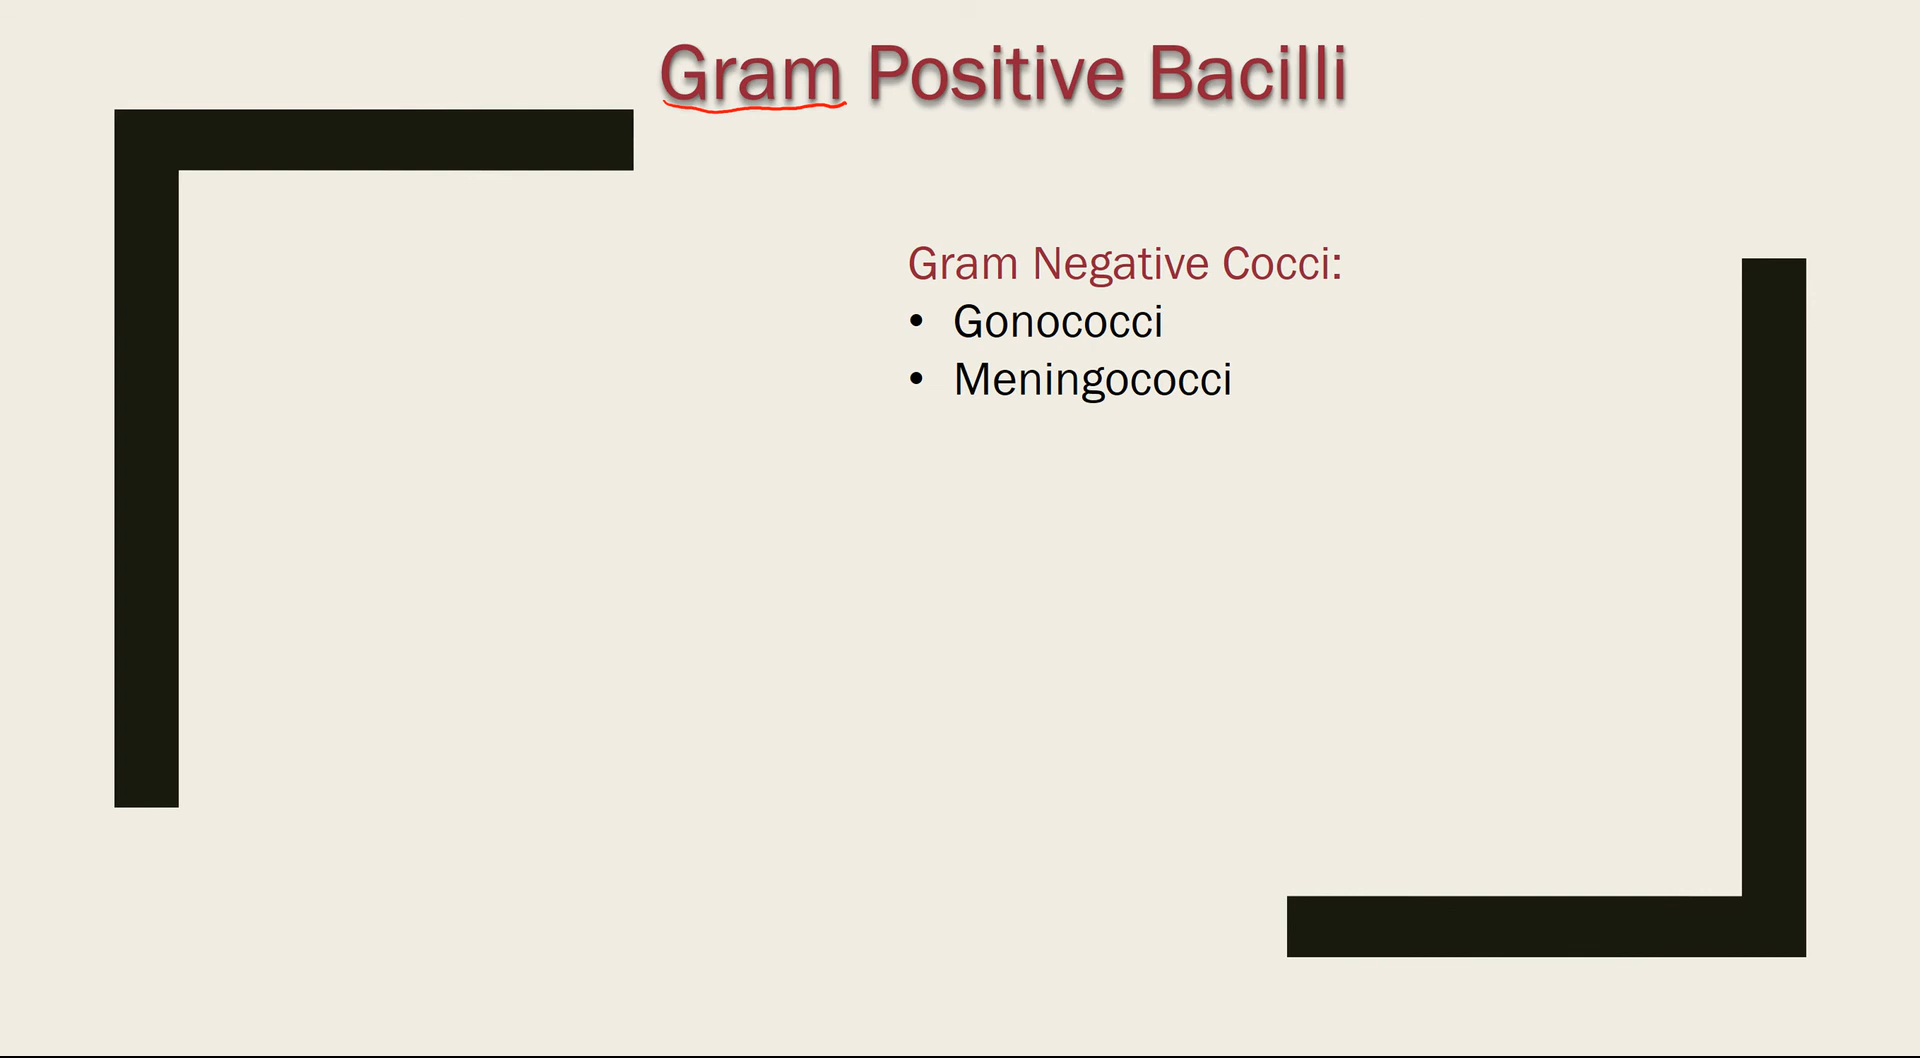 Gram Positive Bacilli
Gram Negative Cocci:
• Gonococci
• Meningococci